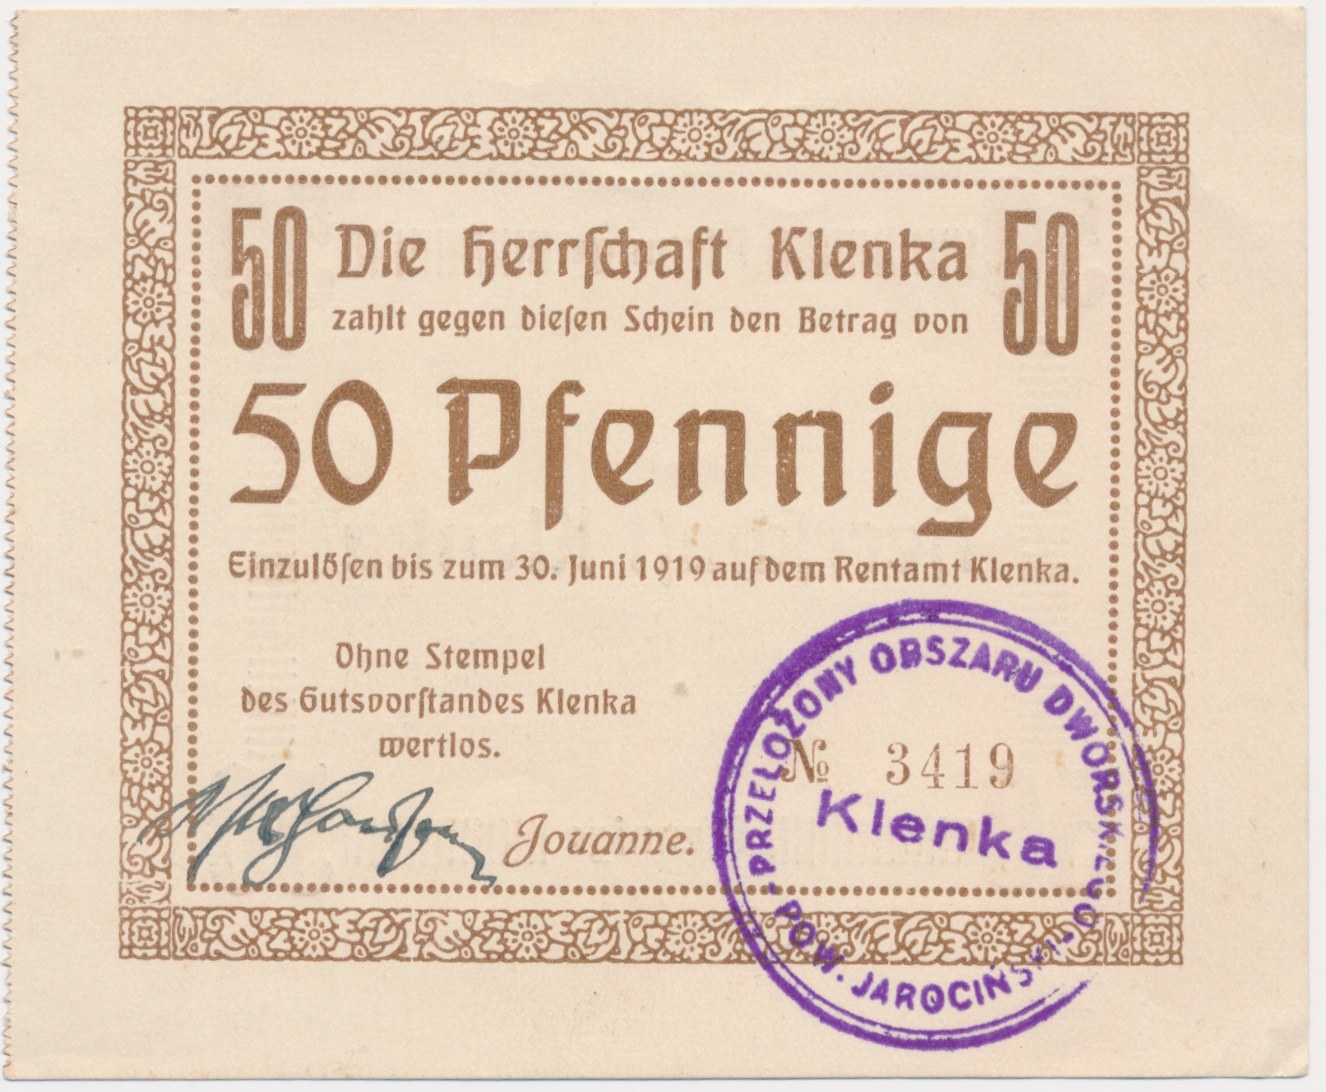 50 Die Herrschaft Klenka 50
zahlt gegen diesen Schein den Betrag von
50 Pfennige
Einzulösen bis zum 30. Juni 1919 auf dem Rentamt Klenka.
Ohne Stempel
des Gutsvorstandes Klenka
wertlos.
Jouanne.
№ 3419
PRZEŁOŻONY OBSZARU DWORSKIEGO
Klenka
- POW. JAROCIŃSKI -